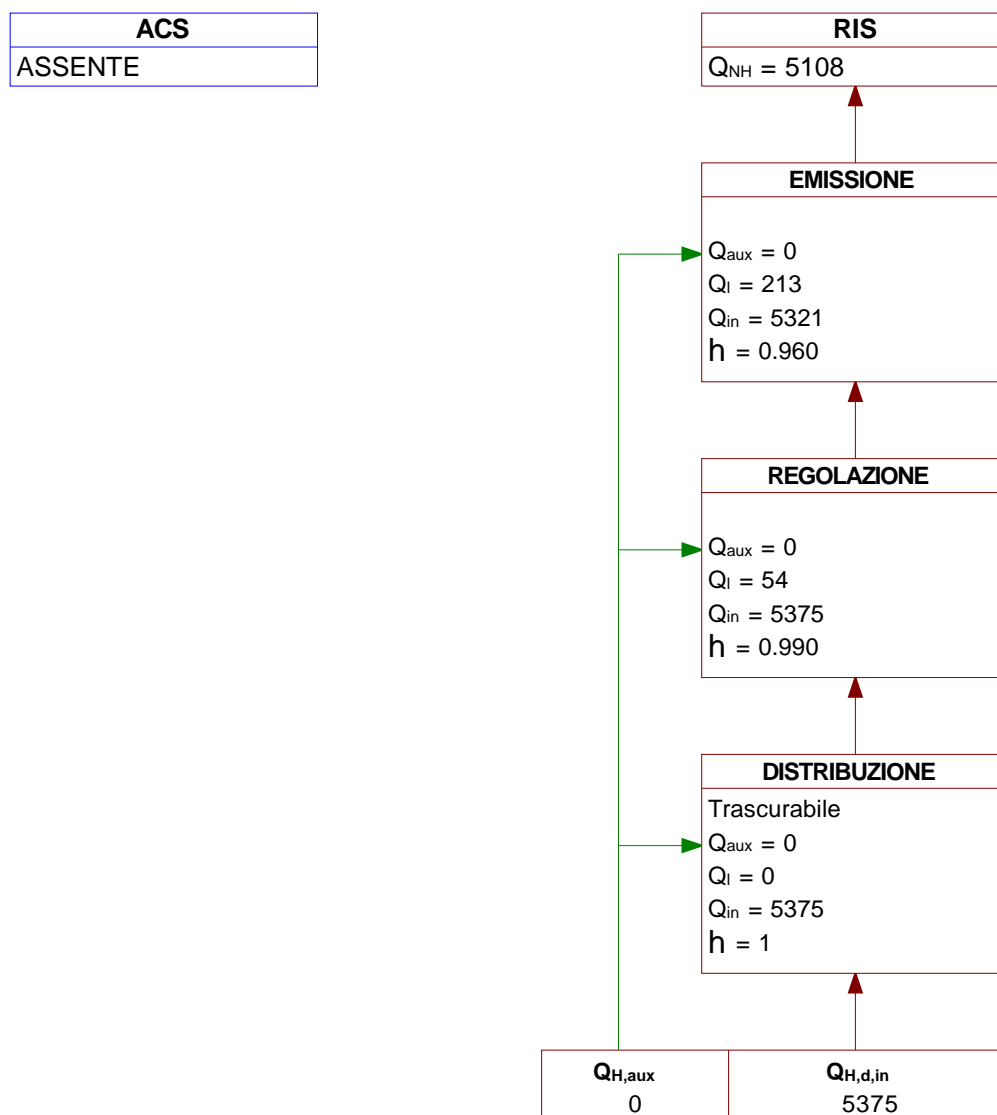 ACS
ASSENTE
RIS
QNH = 5108
EMISSIONE
Qaux = 0
Ql = 213
Qin = 5321
h = 0.960
REGOLAZIONE
Qaux = 0
Ql = 54
Qin = 5375
h = 0.990
DISTRIBUZIONE
Trascurabile
Qaux = 0
Ql = 0
Qin = 5375
h = 1
QH,aux
0
QH,d,in
5375